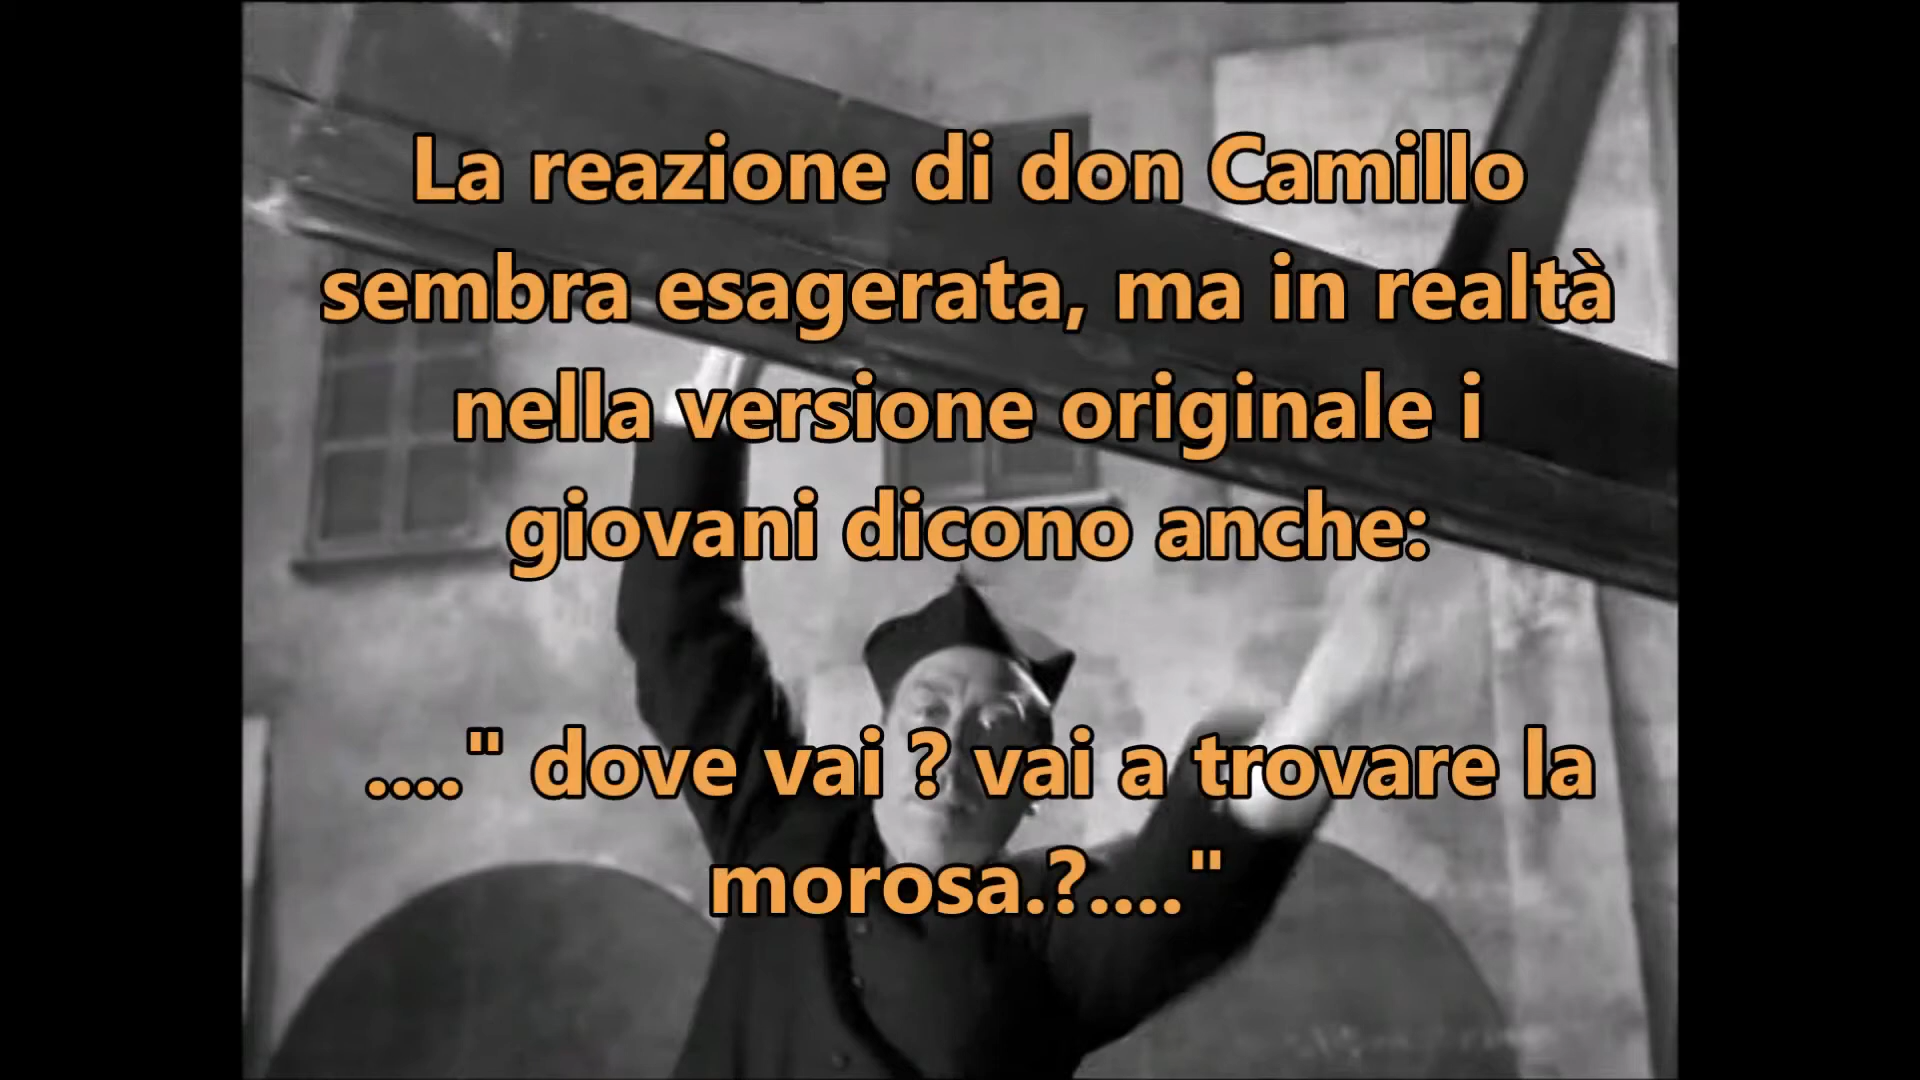 La reazione di don Camillo
sembra esagerata, ma in realtà
nella versione originale i
giovani dicono anche:
...." dove vai ? vai a trovare la
morosa.?...."